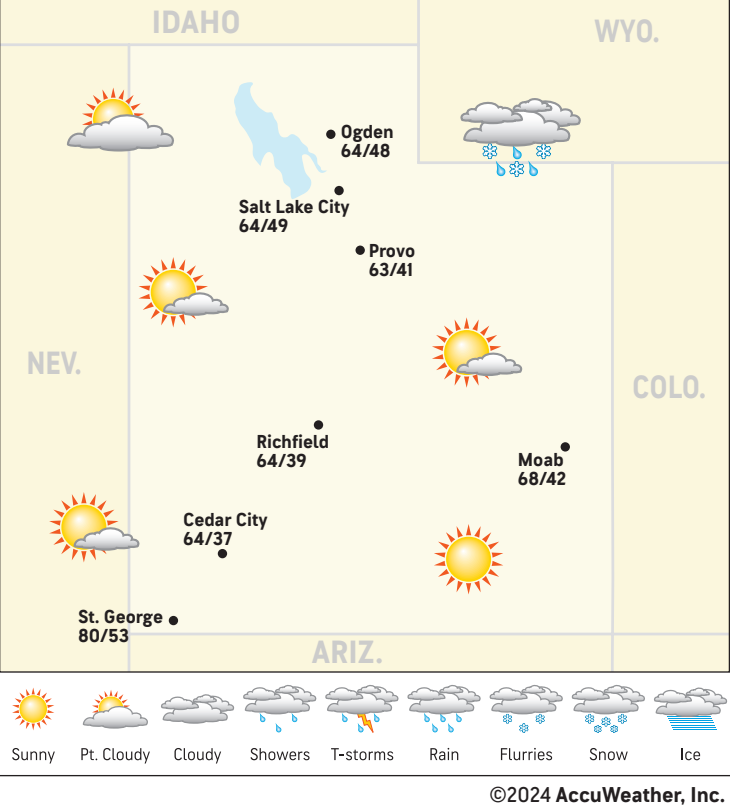 IDAHO
WYO.
Ogden
64/48
Salt Lake City
64/49
Provo
63/41
NEV.
COLO.
Richfield
64/39
Moab
68/42
Cedar City
64/37
St. George
80/53
ARIZ.
Sunny
Pt. Cloudy
Cloudy
Showers
T-storms
Rain
Flurries
Snow
Ice
©2024 AccuWeather, Inc.